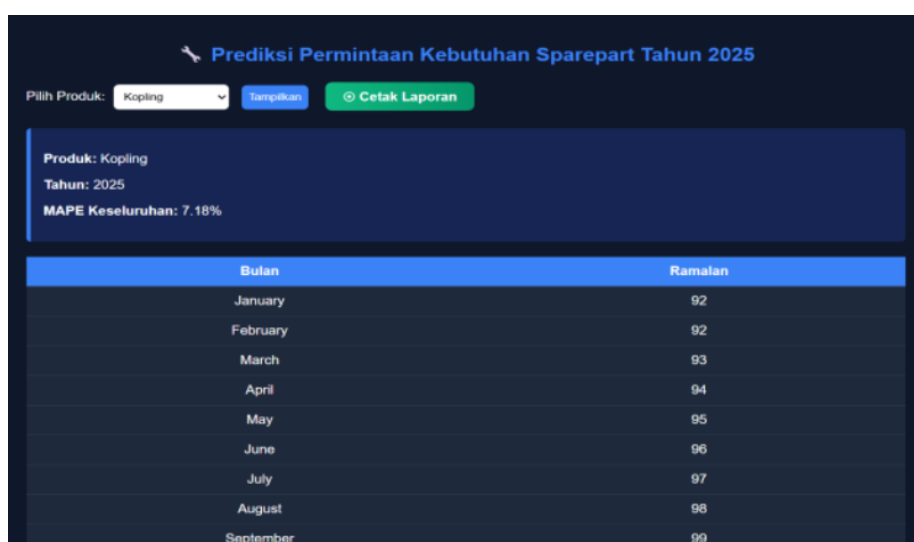 Prediksi Permintaan Kebutuhan Sparepart Tahun 2025
Pilih Produk: Kopling Tampilkan Cetak Laporan
Produk: Kopling
Tahun: 2025
MAPE Keseluruhan: 7.18%
Bulan Ramalan
January 92
February 92
March 93
April 94
May 95
June 96
July 97
August 98
September 99